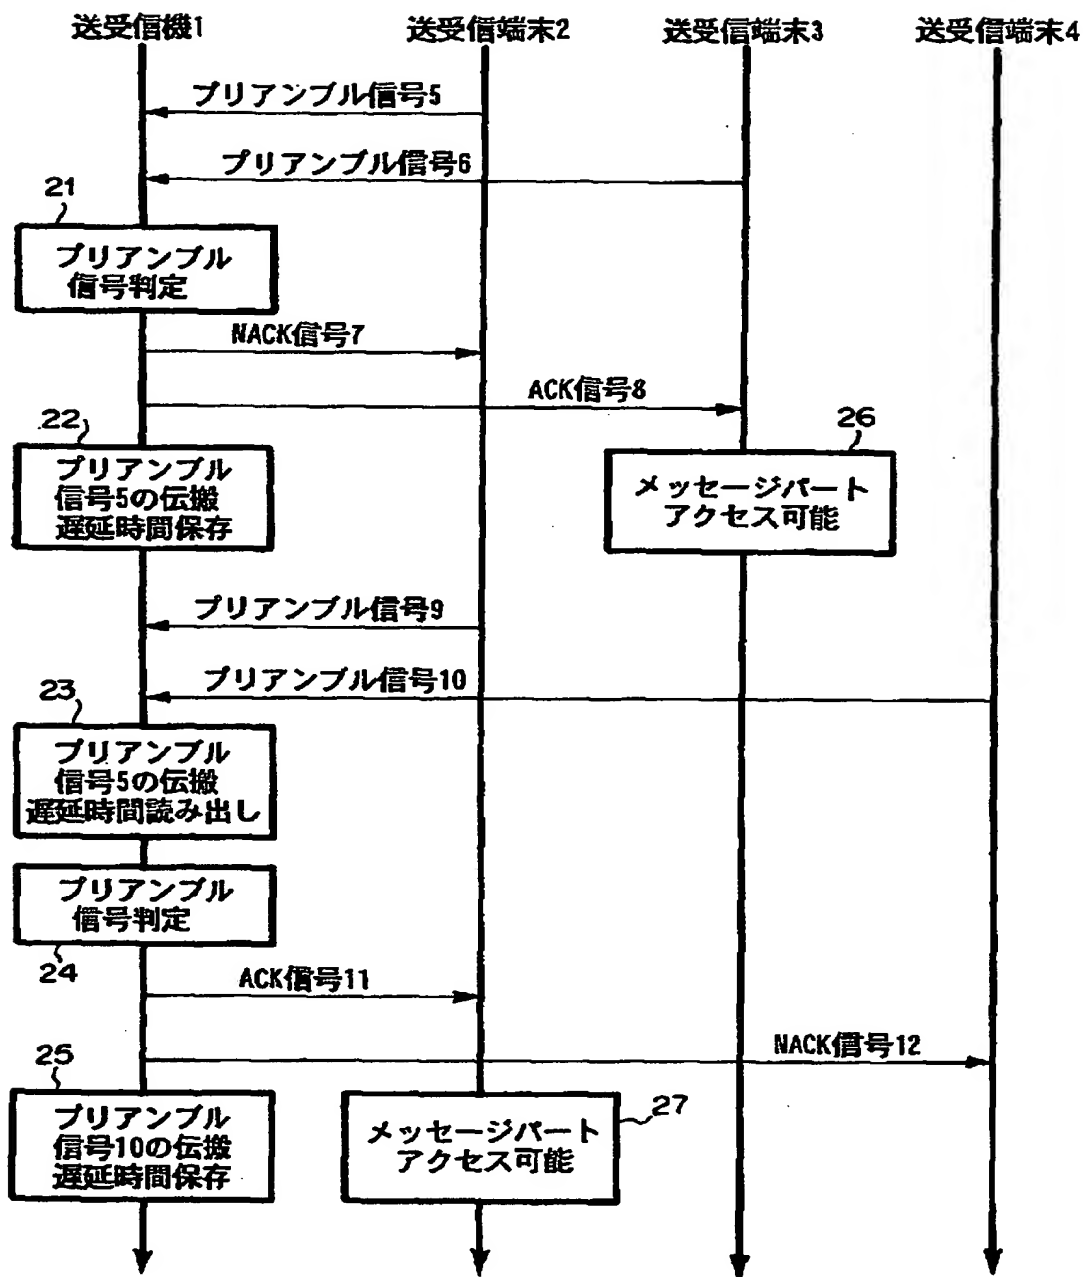 送受信機1
送受信端末2
送受信端末3
送受信端末4
プリアンブル信号5
プリアンブル信号6
21
プリアンブル
信号判定
NACK信号7
ACK信号8
22
プリアンブル
信号5の伝搬
遅延時間保存
26
メッセージパート
アクセス可能
プリアンブル信号9
プリアンブル信号10
23
プリアンブル
信号5の伝搬
遅延時間読み出し
プリアンブル
信号判定
24
ACK信号11
NACK信号12
25
プリアンブル
信号10の伝搬
遅延時間保存
27
メッセージパート
アクセス可能